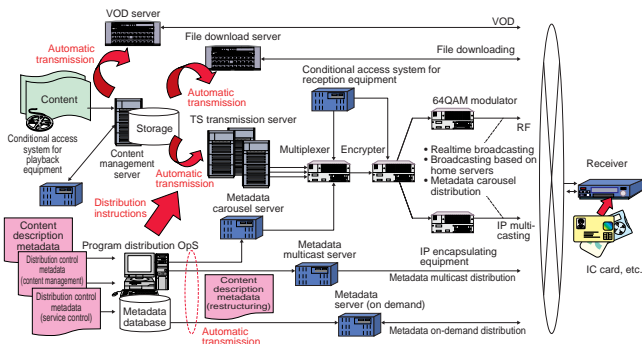 VOD server
VOD
Automatic
transmission
File download server
File downloading
Conditional access system for
reception equipment
Content
Automatic
transmission
64QAM modulator
Storage
TS transmission server
Conditional access
system for
playback
equipment
Content
management
server
Multiplexer
Encrypter
RF
• Realtime broadcasting
• Broadcasting based on
home servers
• Metadata carousel
distribution
Receiver
Automatic
transmission
Distribution
instructions
Metadata
carousel server
Content
description
metadata
Program distribution OpS
Metadata
multicast server
IP encapsulating
equipment
IP multi-
casting
IC card, etc.
Distribution control
metadata
(content management)
Content
description
metadata
(restructuring)
Metadata multicast distribution
Distribution control
metadata
(service control)
Metadata
database
Metadata
server (on demand)
Automatic
transmission
Metadata on-demand distribution